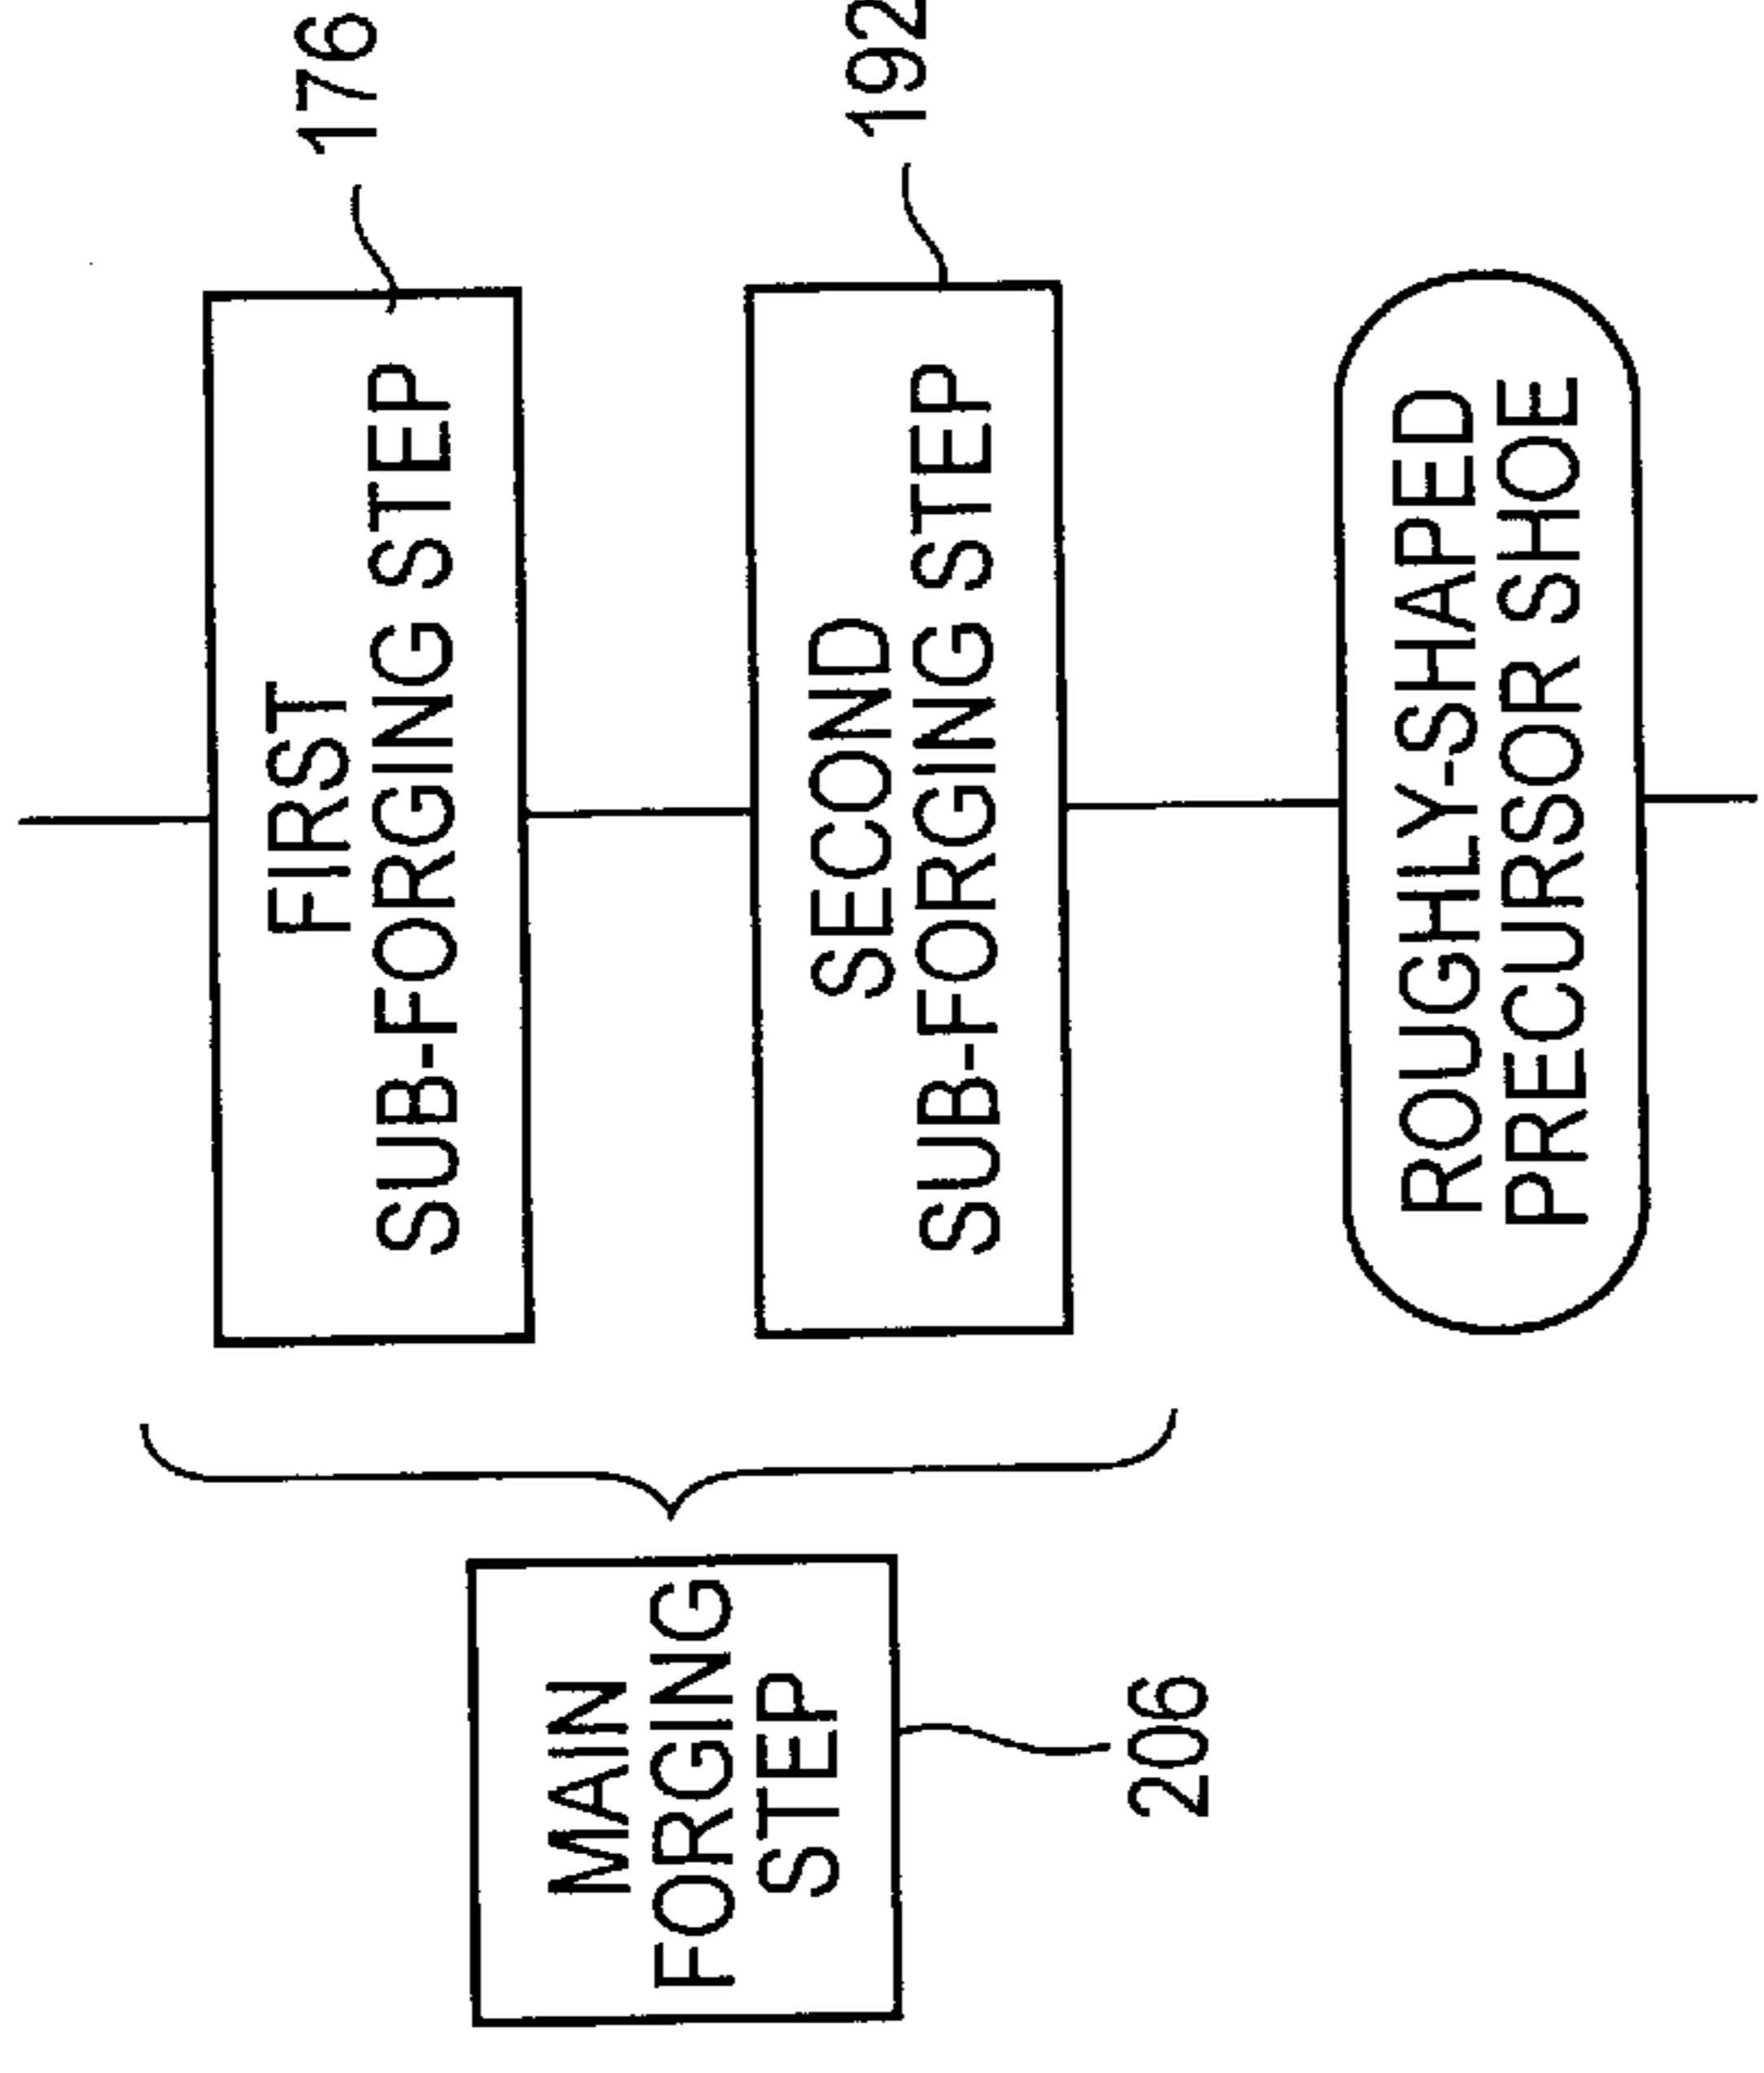 FIRST
SUB-FORGING STEP
176
SECOND
SUB-FORGING STEP
192
MAIN
FORGING
STEP
206
ROUGHLY-SHAPED
PRECURSOR SHOE